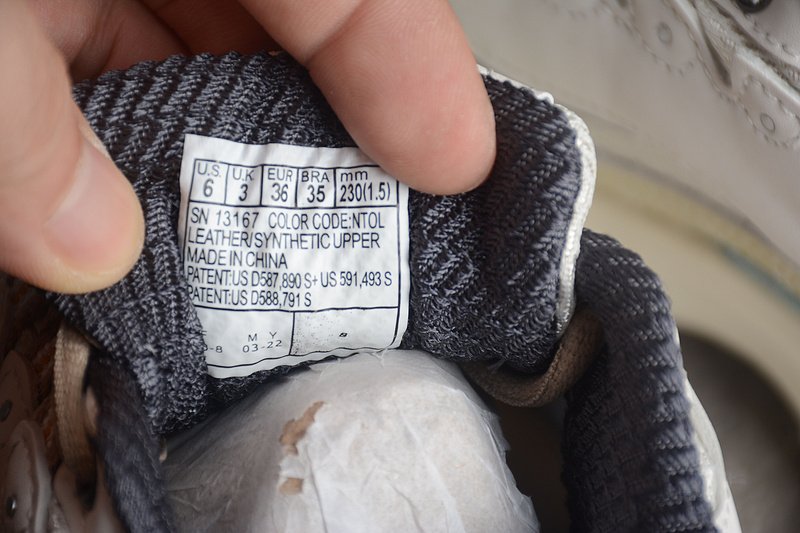 U.S. U.K EUR BRA mm
6 3 36 35 230(1.5)
SN 13167 COLOR CODE:NTOL
LEATHER/SYNTHETIC UPPER
MADE IN CHINA
PATENT:US D587,890 S+ US 591,493 S
PATENT:US D588,791 S
M Y
03-22